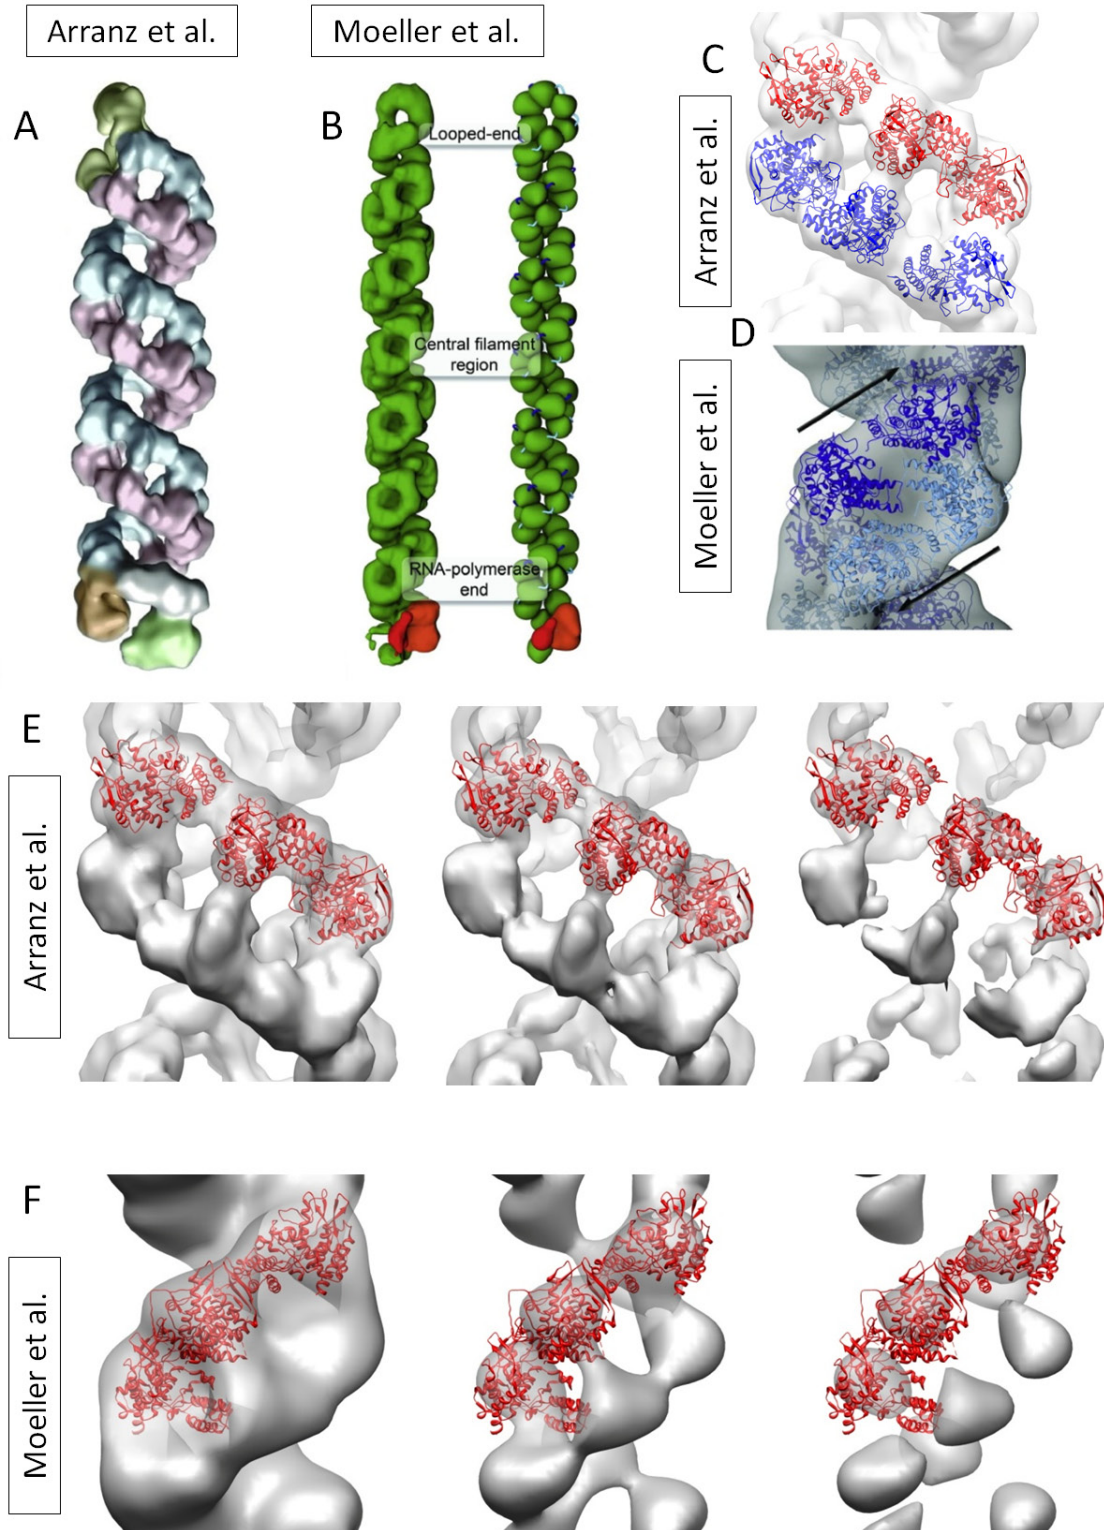 Arranz et al.
Moeller et al.
A
B
C
Looped-end
Arranz et al.
D
Central filament
region
Moeller et al.
RNA-polymerase
end
E
Arranz et al.
F
Moeller et al.